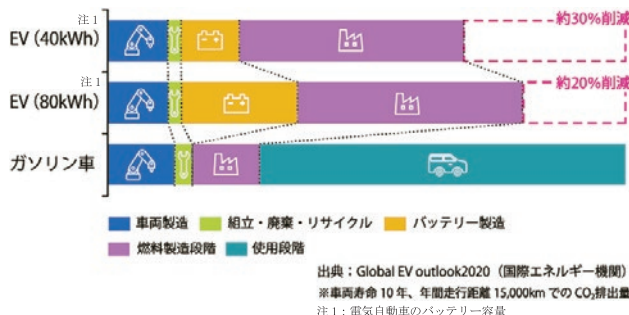 注1
EV（40kWh）
約30％削減
注1
EV（80kWh）
約20％削減
ガソリン車
車両製造 組立・廃棄・リサイクル バッテリー製造
燃料製造段階 使用段階
出典：Global EV outlook2020（国際エネルギー機関）
※車両寿命10年、年間走行距離15,000kmでのCO₂排出量
注1：電気自動車のバッテリー容量